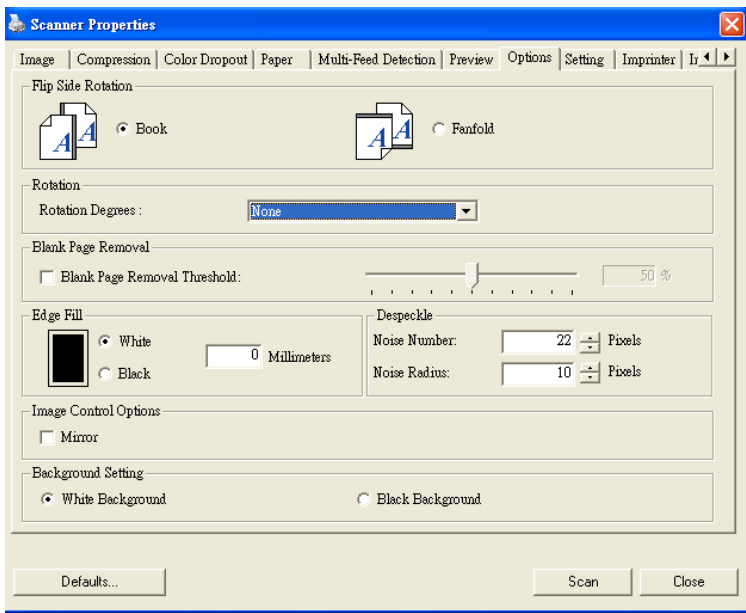 Scanner Properties
Image Compression Color Dropout Paper Multi-Feed Detection Preview Options Setting Imprinter
Flip Side Rotation
A A Book A A Fanfold
Rotation
Rotation Degrees : None
Blank Page Removal
Blank Page Removal Threshold: 50 %
Edge Fill Despeckle
White 0 Millimeters Noise Number: 22 Pixels
Black Noise Radius: 10 Pixels
Image Control Options
Mirror
Background Setting
White Background Black Background
Defaults... Scan Close